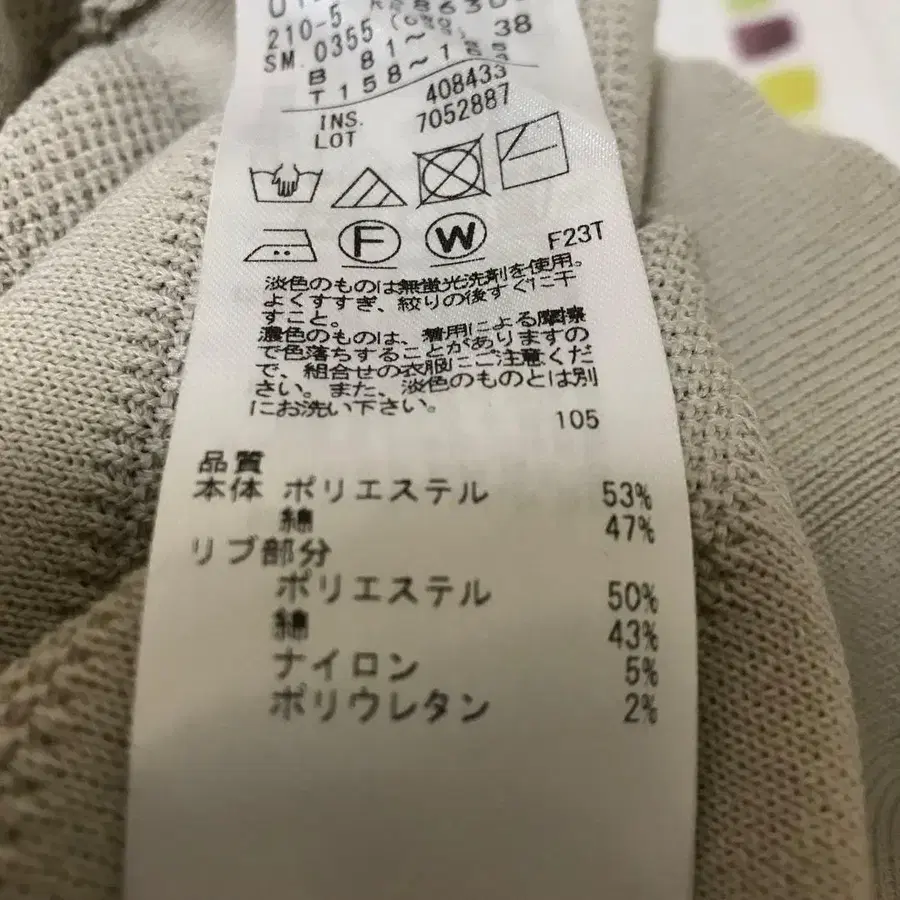 210-5
SM. 0355
38
B 81~
T 158~165
INS. 408433
LOT 7052887
F W
F23T
淡色のものは無蛍光洗剤を使用。
よくすすぎ、絞りの後すぐに干
すこと。
濃色のものは、着用による摩擦
で色落ちすることがありますの
で、組合せの衣服にご注意くだ
さい。また、淡色のものとは別
にお洗い下さい。
105
品質
本体 ポリエステル 53%
綿 47%
リブ部分
ポリエステル 50%
綿 43%
ナイロン 5%
ポリウレタン 2%